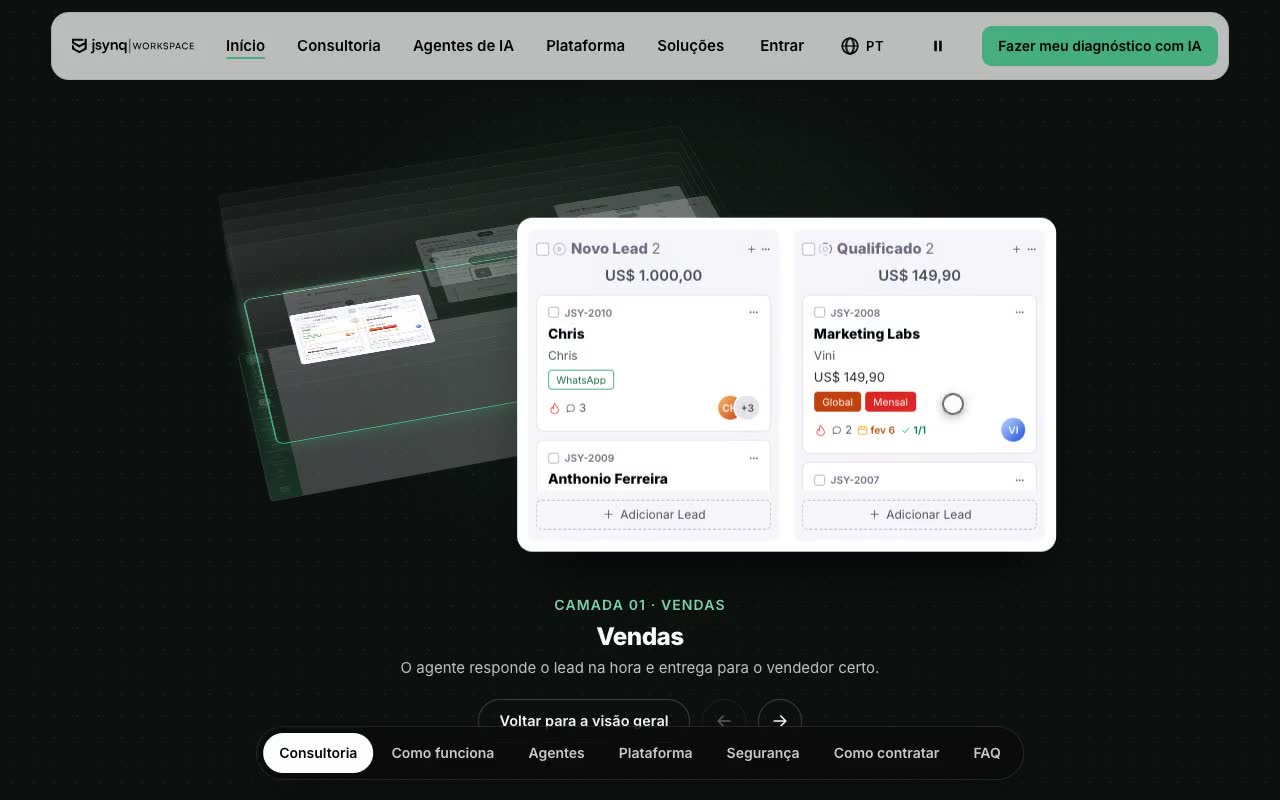 jsynq|WORKSPACE
Início
Consultoria
Agentes de IA
Plataforma
Soluções
Entrar
PT
Fazer meu diagnóstico com IA
Novo Lead 2
US$ 1.000,00
JSY-2010
Chris
Chris
WhatsApp
3
CH
+3
JSY-2009
Anthonio Ferreira
+ Adicionar Lead
Qualificado 2
US$ 149,90
JSY-2008
Marketing Labs
Vini
US$ 149,90
Global
Mensal
2
fev 6
1/1
VI
JSY-2007
+ Adicionar Lead
CAMADA 01 · VENDAS
Vendas
O agente responde o lead na hora e entrega para o vendedor certo.
Voltar para a visão geral
Consultoria
Como funciona
Agentes
Plataforma
Segurança
Como contratar
FAQ